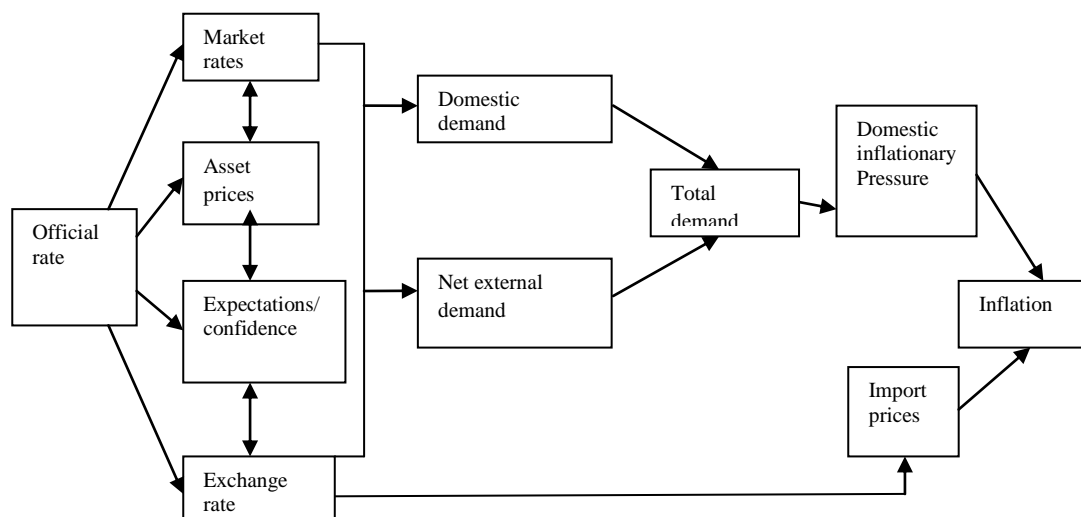 Market
rates
Asset
prices
Official
rate
Expectations/
confidence
Exchange
rate
Domestic
demand
Net external
demand
Total
demand
Domestic
inflationary
Pressure
Inflation
Import
prices